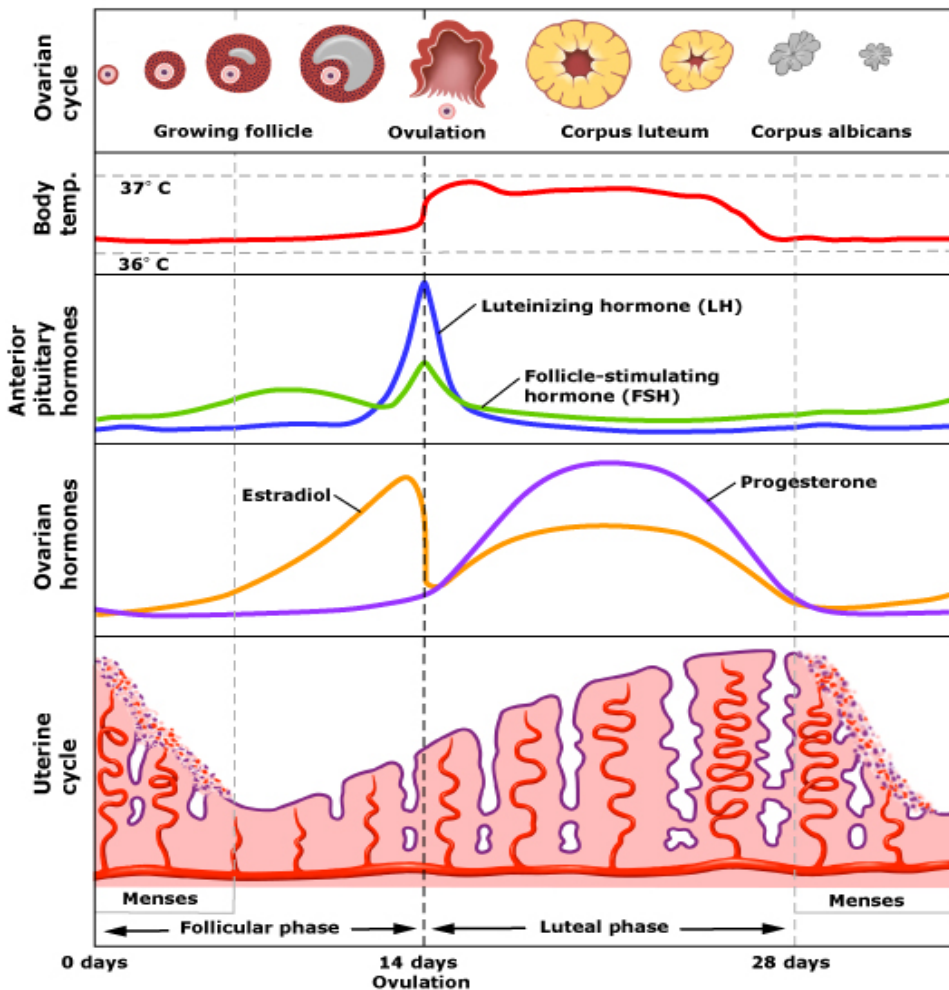 Ovarian
cycle
Growing follicle
Ovulation
Corpus luteum
Corpus albicans
Body
temp.
37° C
36° C
Anterior
pituitary
hormones
Luteinizing hormone (LH)
Follicle-stimulating
hormone (FSH)
Ovarian
hormones
Estradiol
Progesterone
Uterine
cycle
Menses
Menses
Follicular phase
Luteal phase
0 days
14 days
Ovulation
28 days